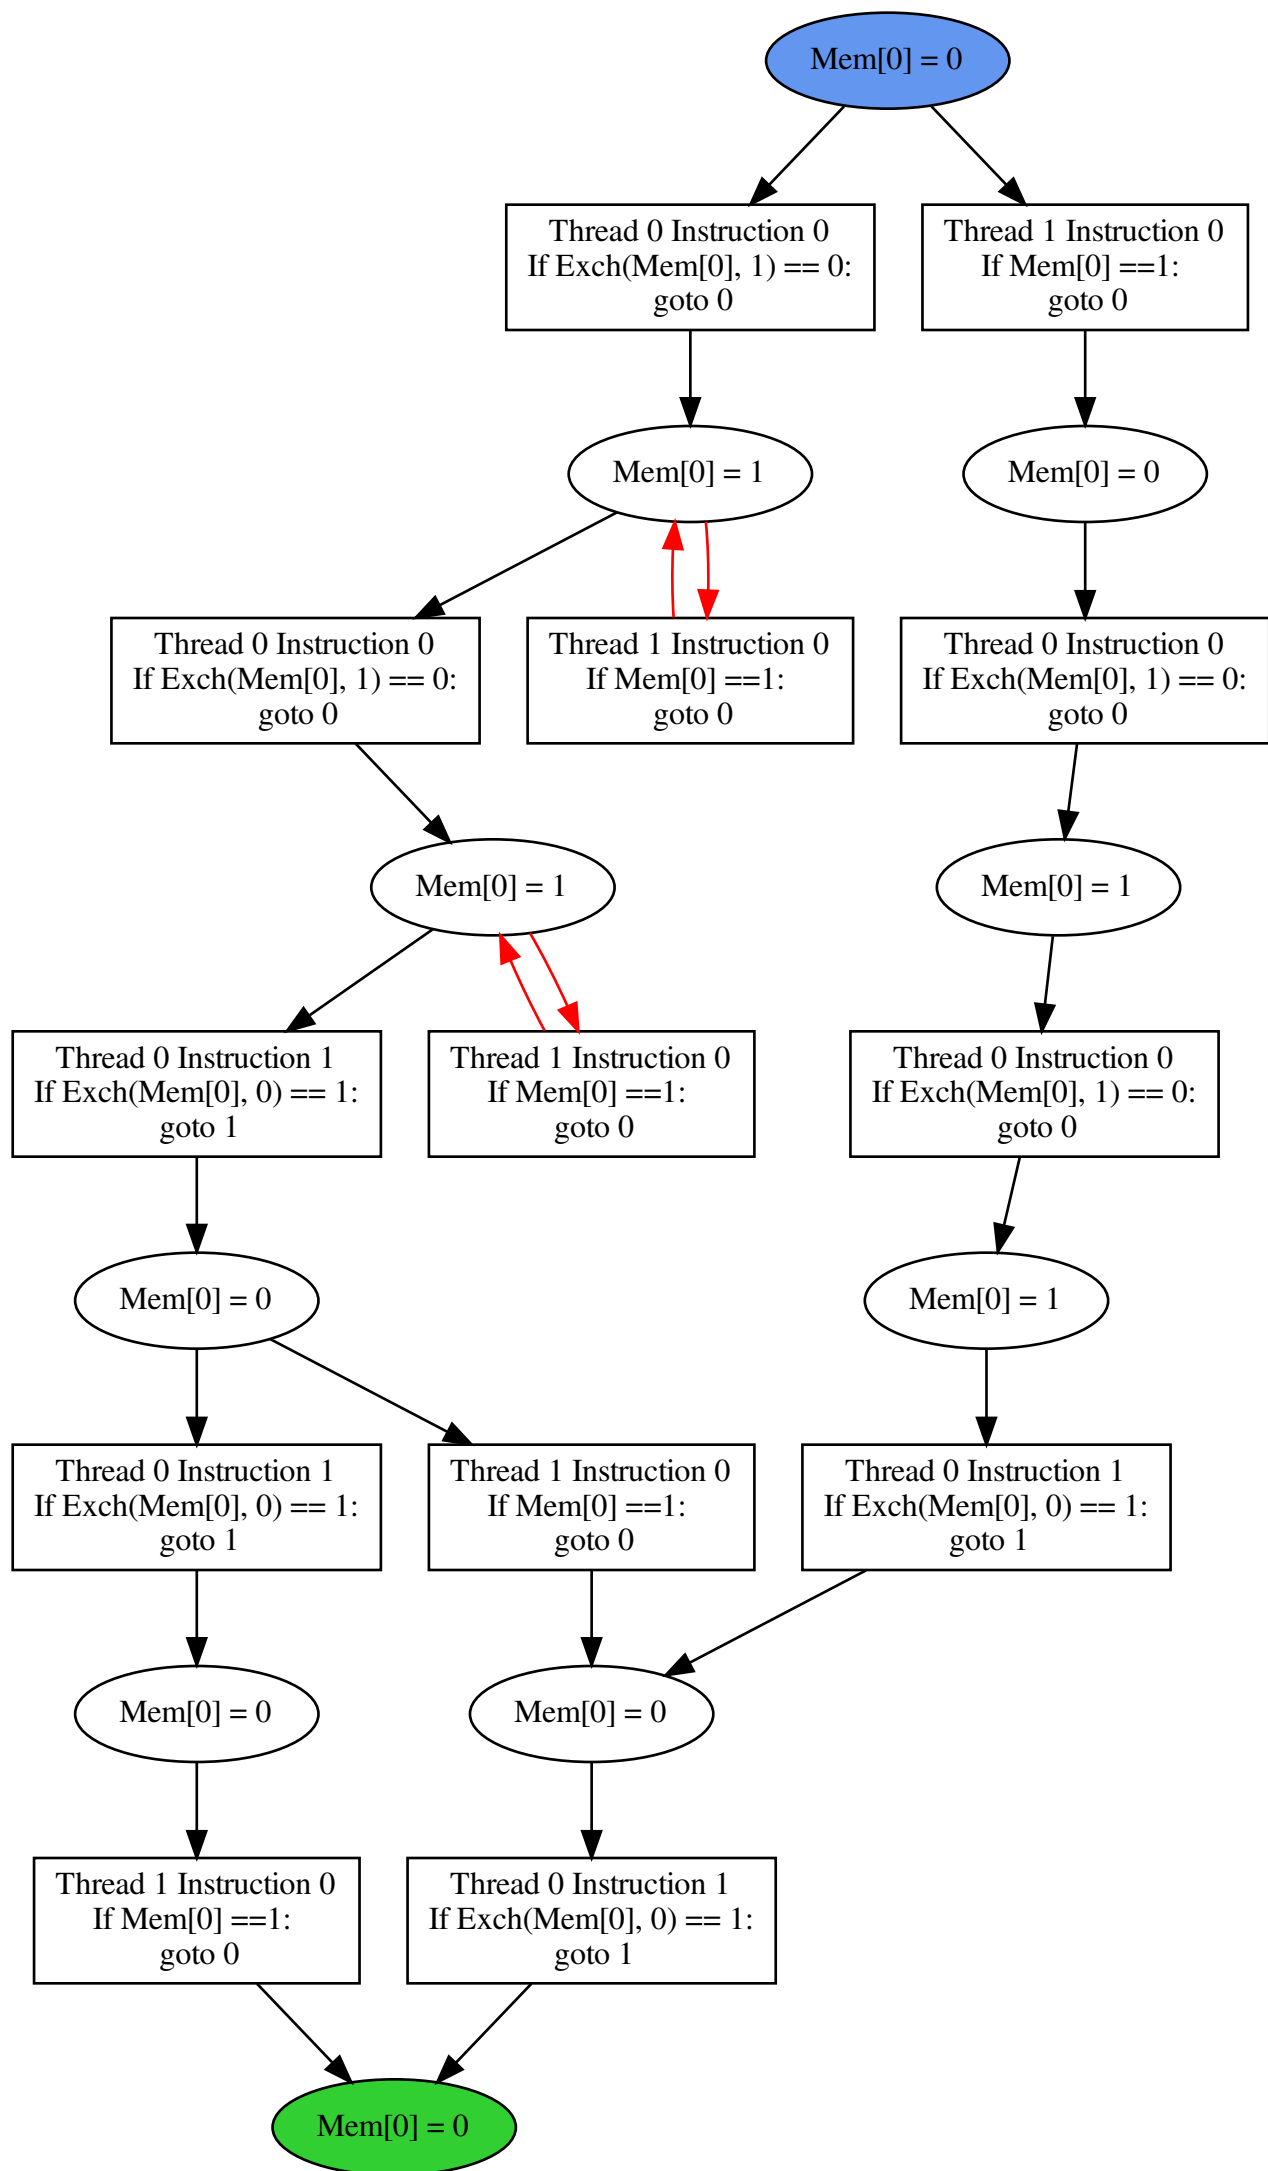 Mem[0] = 0
Thread 0 Instruction 0
If Exch(Mem[0], 1) == 0:
goto 0
Thread 1 Instruction 0
If Mem[0] ==1:
goto 0
Mem[0] = 1
Mem[0] = 0
Thread 0 Instruction 0
If Exch(Mem[0], 1) == 0:
goto 0
Thread 1 Instruction 0
If Mem[0] ==1:
goto 0
Thread 0 Instruction 0
If Exch(Mem[0], 1) == 0:
goto 0
Mem[0] = 1
Mem[0] = 1
Thread 0 Instruction 1
If Exch(Mem[0], 0) == 1:
goto 1
Thread 1 Instruction 0
If Mem[0] ==1:
goto 0
Thread 0 Instruction 0
If Exch(Mem[0], 1) == 0:
goto 0
Mem[0] = 0
Mem[0] = 1
Thread 0 Instruction 1
If Exch(Mem[0], 0) == 1:
goto 1
Thread 1 Instruction 0
If Mem[0] ==1:
goto 0
Thread 0 Instruction 1
If Exch(Mem[0], 0) == 1:
goto 1
Mem[0] = 0
Mem[0] = 0
Thread 1 Instruction 0
If Mem[0] ==1:
goto 0
Thread 0 Instruction 1
If Exch(Mem[0], 0) == 1:
goto 1
Mem[0] = 0